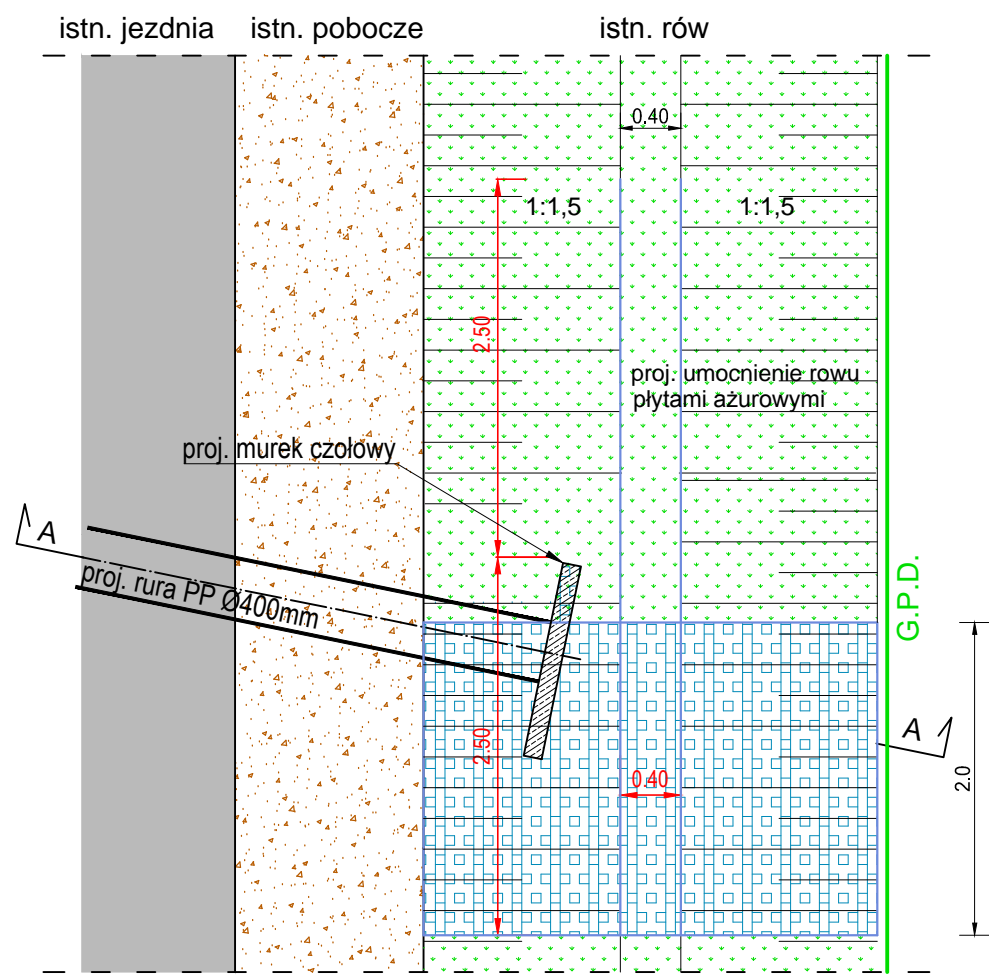 istn. jezdnia
istn. pobocze
istn. rów
0,40
1:1,5
1:1,5
2.50
proj. umocnienie rowu
płytami ażurowymi
proj. murek czołowy
A
proj. rura PP Ø400mm
G.P.D.
A
2.50
0.40
2.0